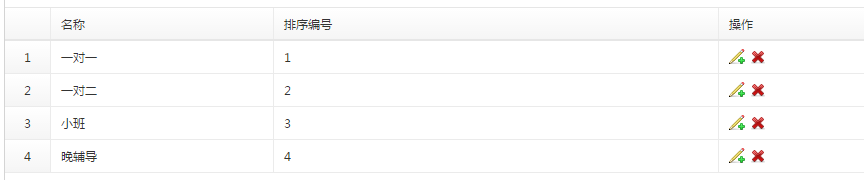 名称 排序编号 操作
1 一对一 1
2 一对二 2
3 小班 3
4 晚辅导 4